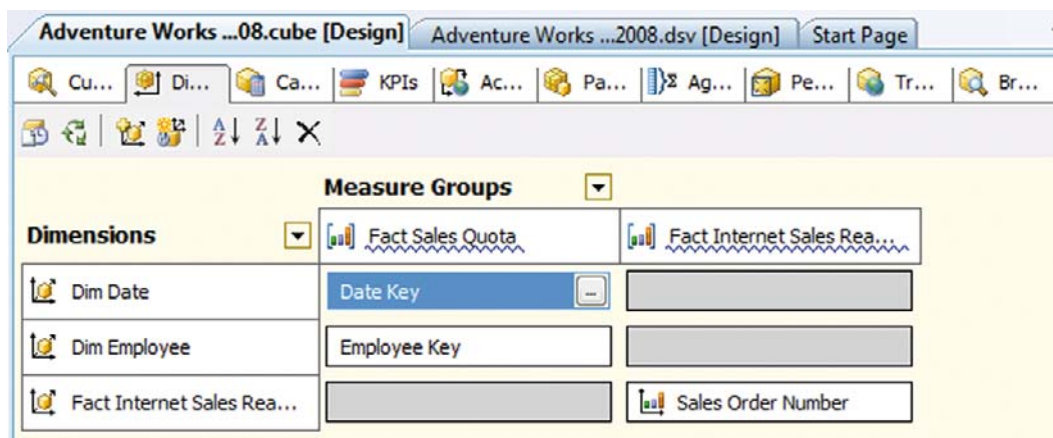 Adventure Works ...08.cube [Design] Adventure Works ...2008.dsv [Design] Start Page
Cu... Di... Ca... KPIs Ac... Pa... Ag... Pe... Tr... Br...
Measure Groups
Dimensions Fact Sales Quota Fact Internet Sales Rea...
Dim Date Date Key ...
Dim Employee Employee Key
Fact Internet Sales Rea... Sales Order Number